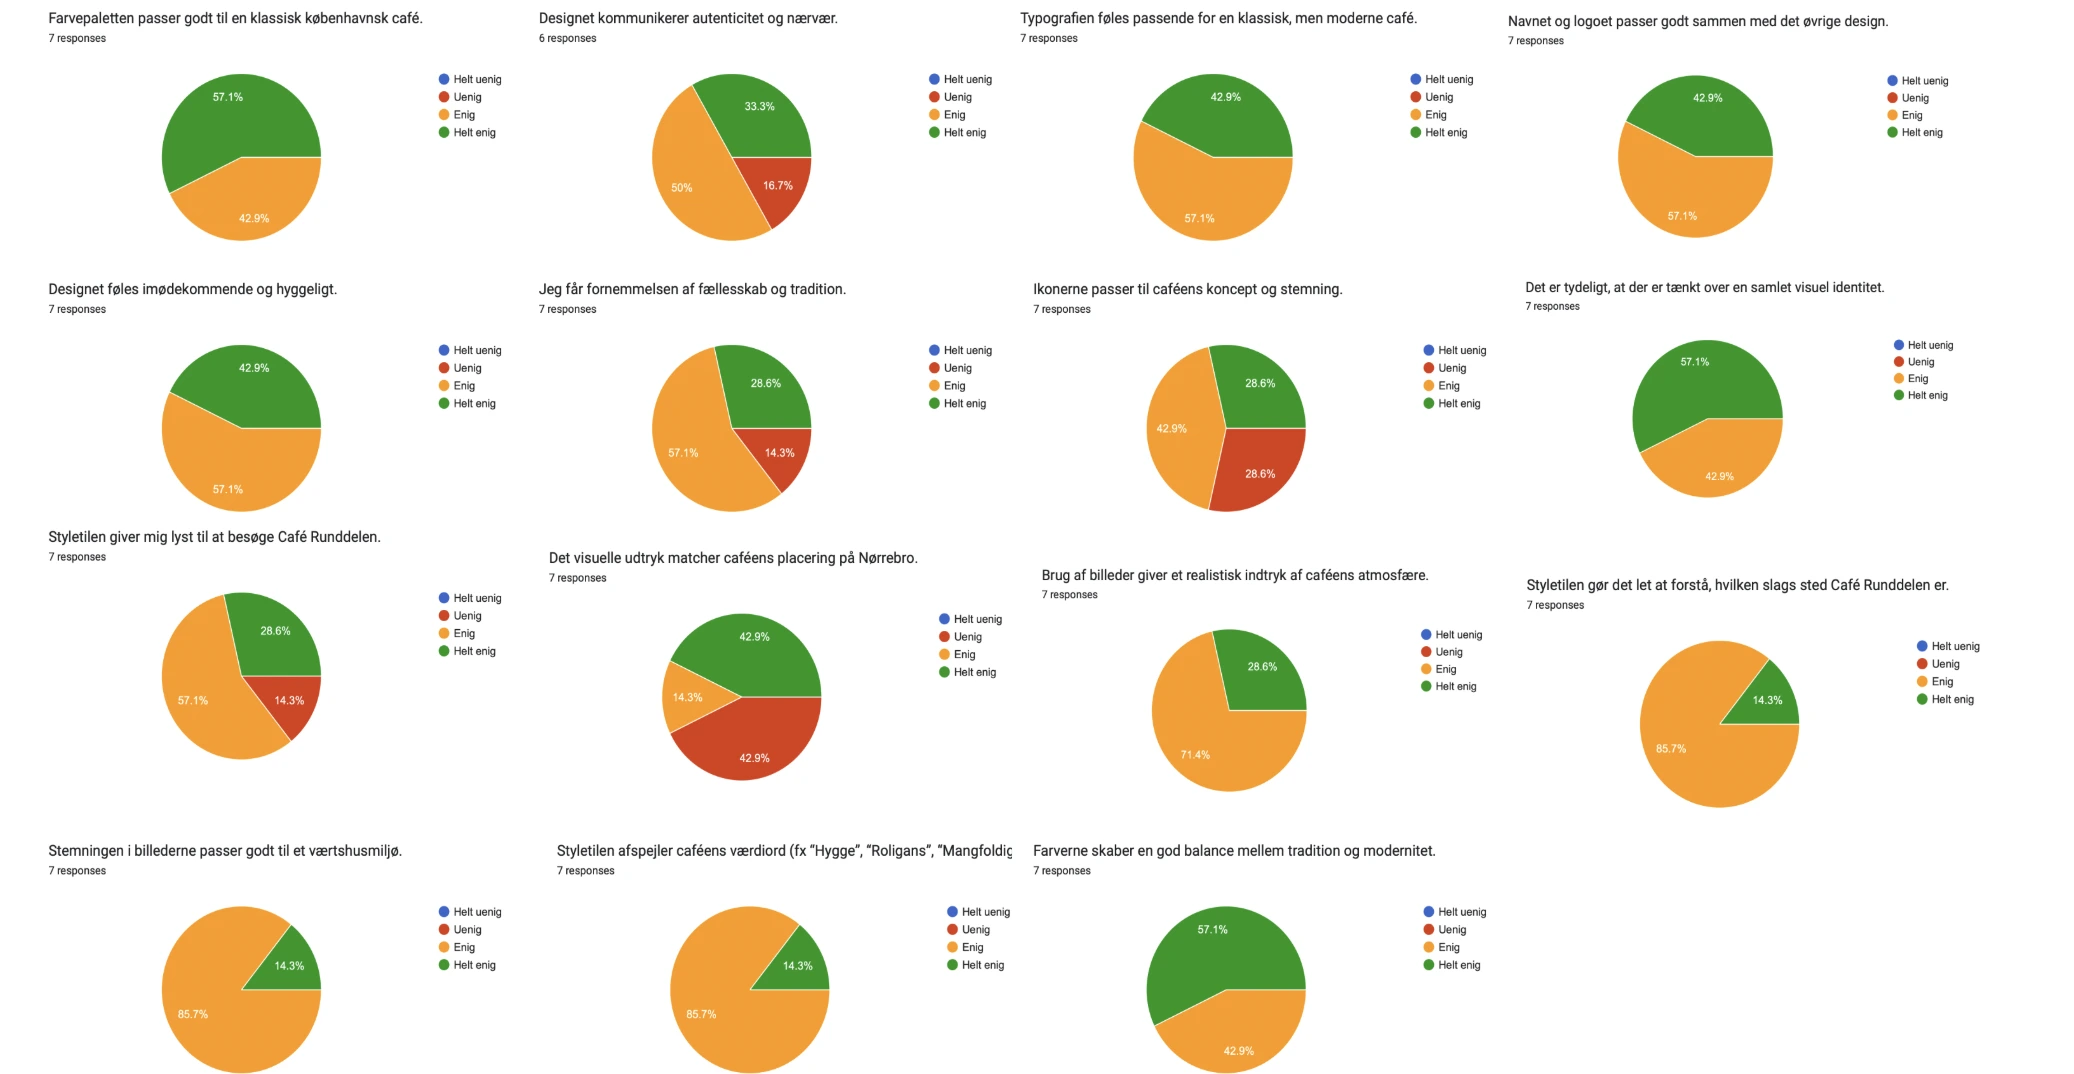 Farvepaletten passer godt til en klassisk københavnsk café.
7 responses
57.1%
42.9%
Helt uenig
Uenig
Enig
Helt enig
Designet kommunikerer autenticitet og nærvær.
6 responses
33.3%
50%
16.7%
Helt uenig
Uenig
Enig
Helt enig
Typografien føles passende for en klassisk, men moderne café.
7 responses
42.9%
57.1%
Helt uenig
Uenig
Enig
Helt enig
Navnet og logoet passer godt sammen med det øvrige design.
7 responses
42.9%
57.1%
Helt uenig
Uenig
Enig
Helt enig
Designet føles imødekommende og hyggeligt.
7 responses
42.9%
57.1%
Helt uenig
Uenig
Enig
Helt enig
Jeg får fornemmelsen af fællesskab og tradition.
7 responses
28.6%
57.1%
14.3%
Helt uenig
Uenig
Enig
Helt enig
Ikonerne passer til caféens koncept og stemning.
7 responses
28.6%
42.9%
28.6%
Helt uenig
Uenig
Enig
Helt enig
Det er tydeligt, at der er tænkt over en samlet visuel identitet.
7 responses
57.1%
42.9%
Helt uenig
Uenig
Enig
Helt enig
Styletilen giver mig lyst til at besøge Café Runddelen.
7 responses
28.6%
57.1%
14.3%
Helt uenig
Uenig
Enig
Helt enig
Det visuelle udtryk matcher caféens placering på Nørrebro.
7 responses
42.9%
14.3%
42.9%
Helt uenig
Uenig
Enig
Helt enig
Brug af billeder giver et realistisk indtryk af caféens atmosfære.
7 responses
28.6%
71.4%
Helt uenig
Uenig
Enig
Helt enig
Styletilen gør det let at forstå, hvilken slags sted Café Runddelen er.
7 responses
14.3%
85.7%
Helt uenig
Uenig
Enig
Helt enig
Stemningen i billederne passer godt til et værtshusmiljø.
7 responses
14.3%
85.7%
Helt uenig
Uenig
Enig
Helt enig
Styletilen afspejler caféens værdiord (fx "Hygge", "Roligans", "Mangfoldig
7 responses
14.3%
85.7%
Helt uenig
Uenig
Enig
Helt enig
Farverne skaber en god balance mellem tradition og modernitet.
7 responses
57.1%
42.9%
Helt uenig
Uenig
Enig
Helt enig